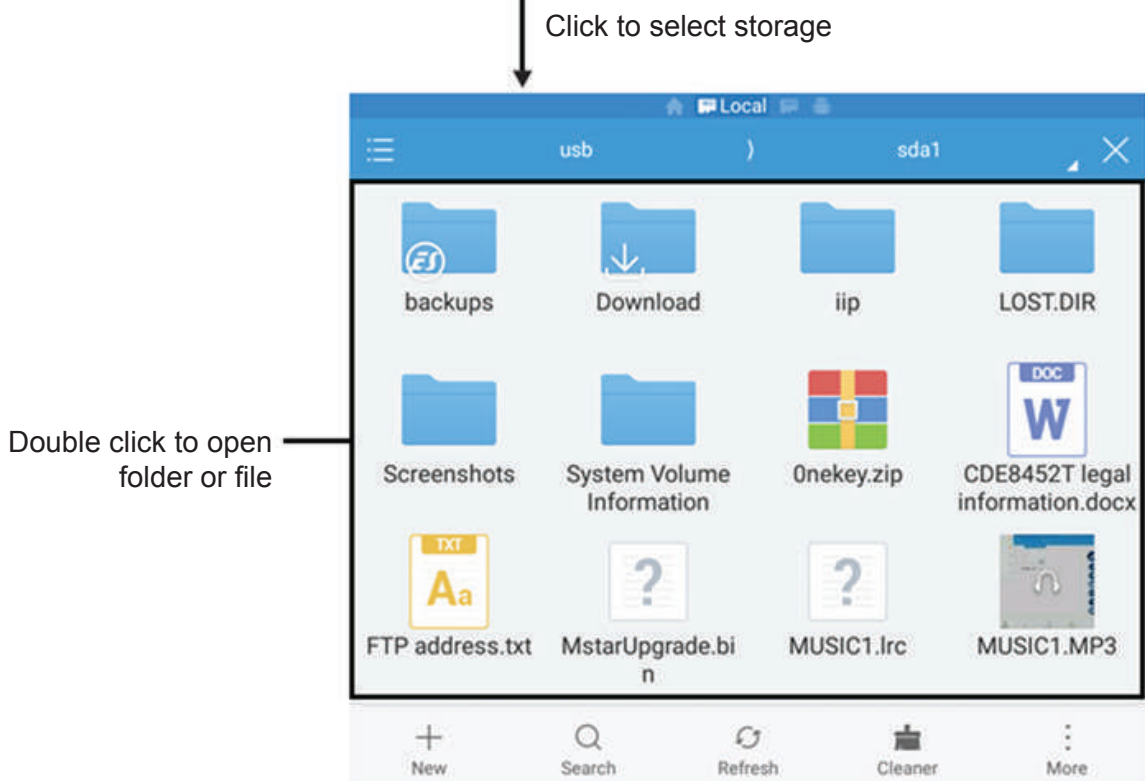 Click to select storage
Local
usb ) sda1
ES
backups Download iip LOST.DIR
DOC
W
Double click to open
folder or file
Screenshots System Volume
Information 0nekey.zip CDE8452T legal
information.docx
TXT
Aa ? ?
FTP address.txt MstarUpgrade.bi
n MUSIC1.lrc MUSIC1.MP3
New Search Refresh Cleaner More